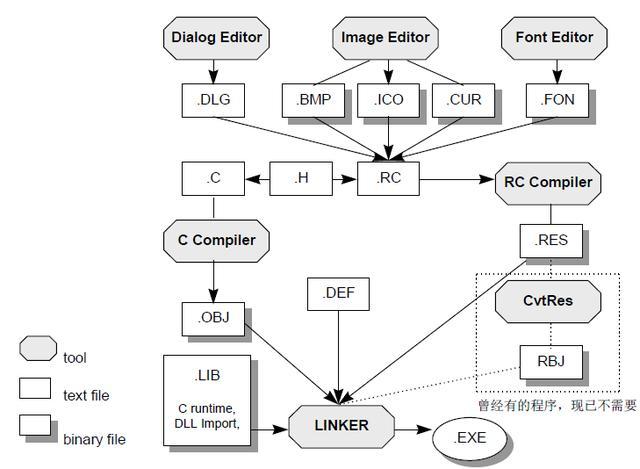 Dialog Editor
Image Editor
Font Editor
.DLG
.BMP
.ICO
.CUR
.FON
.C
.H
.RC
RC Compiler
C Compiler
.RES
.DEF
CvtRes
.OBJ
RBJ
tool
text file
binary file
.LIB
C runtime,
DLL Import,
LINKER
.EXE
曾经有的程序，现已不需要